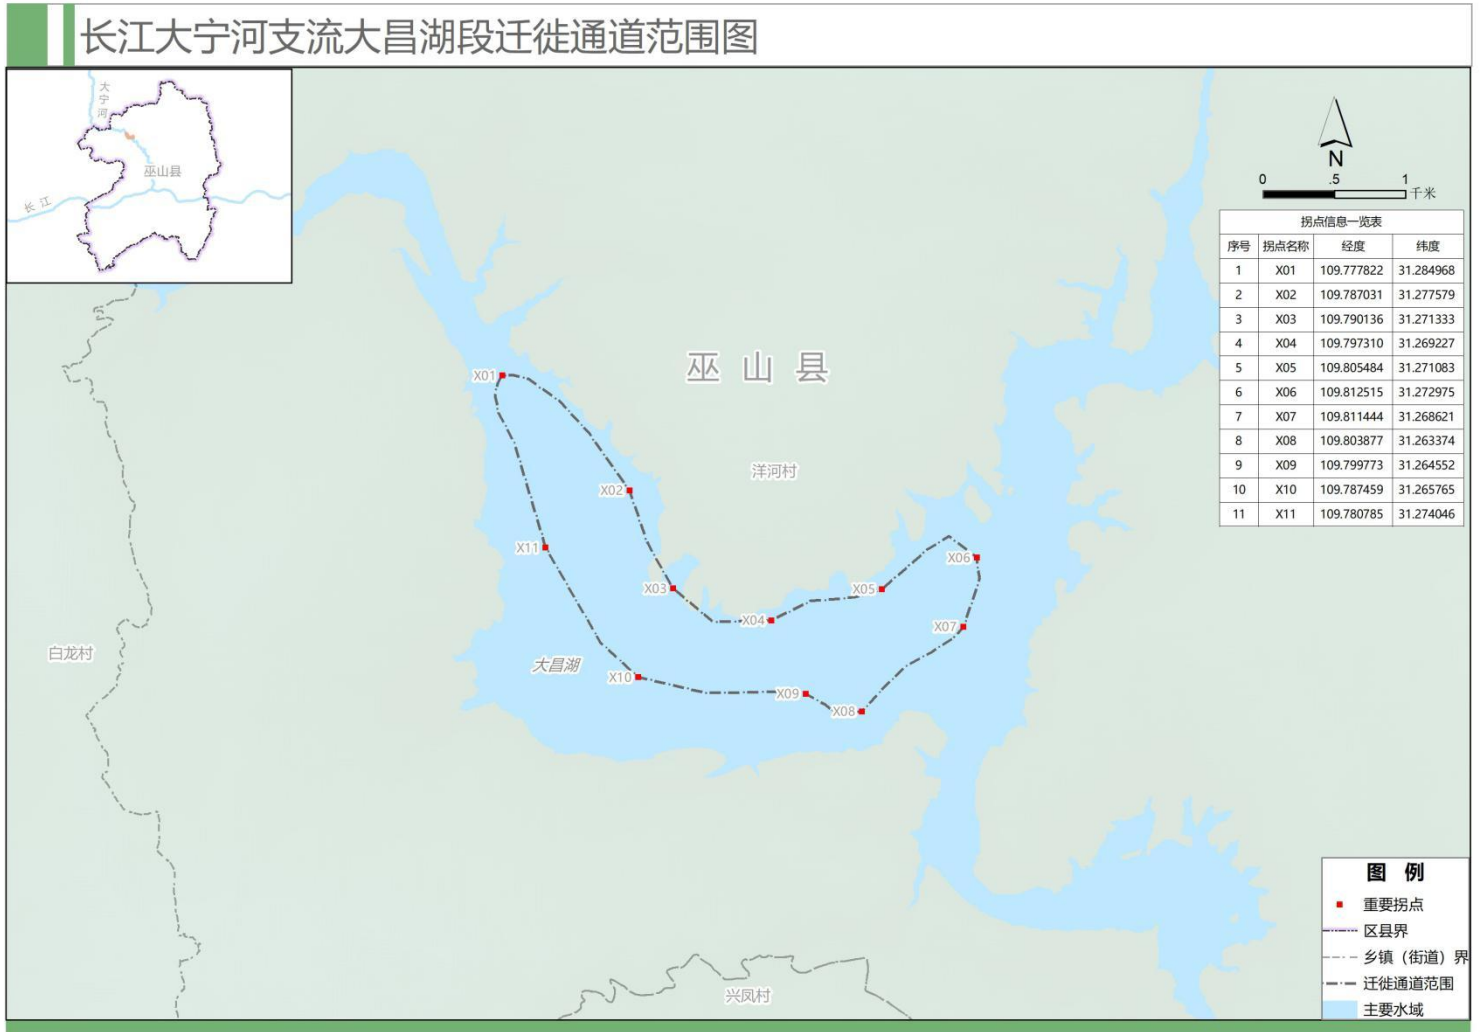 长江大宁河支流大昌湖段迁徙通道范围图
大宁河
巫山县
长江
N
0 .5 1
千米
拐点信息一览表
序号 拐点名称 经度 纬度
1 X01 109.777822 31.284968
2 X02 109.787031 31.277579
3 X03 109.790136 31.271333
4 X04 109.797310 31.269227
5 X05 109.805484 31.271083
6 X06 109.812515 31.272975
7 X07 109.811444 31.268621
8 X08 109.803877 31.263374
9 X09 109.799773 31.264552
10 X10 109.787459 31.265765
11 X11 109.780785 31.274046
巫山县
X01
洋河村
X02
X11
X06
X03
X05
X04
X07
白龙村
大昌湖
X10
X09
X08
兴凤村
图例
重要拐点
区县界
乡镇（街道）界
迁徙通道范围
主要水域